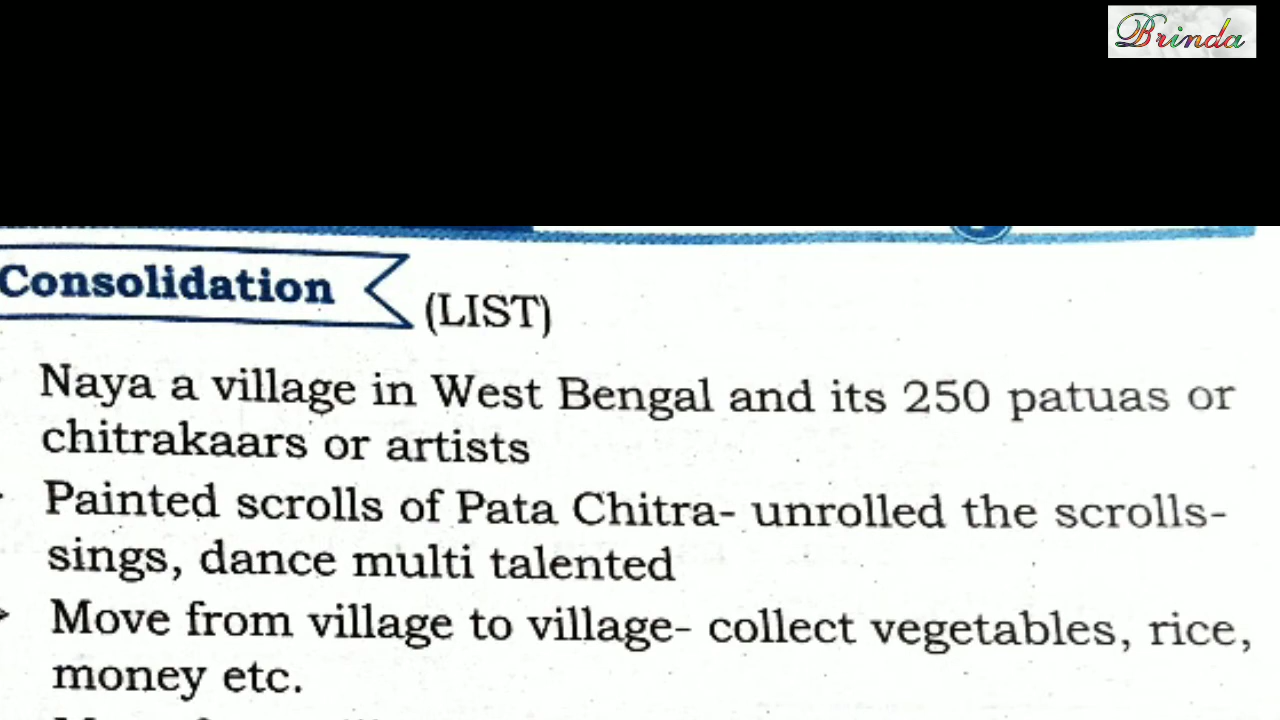 Brinda
Consolidation
(LIST)
Naya a village in West Bengal and its 250 patuas or
chitrakaars or artists
Painted scrolls of Pata Chitra- unrolled the scrolls-
sings, dance multi talented
Move from village to village- collect vegetables, rice,
money etc.